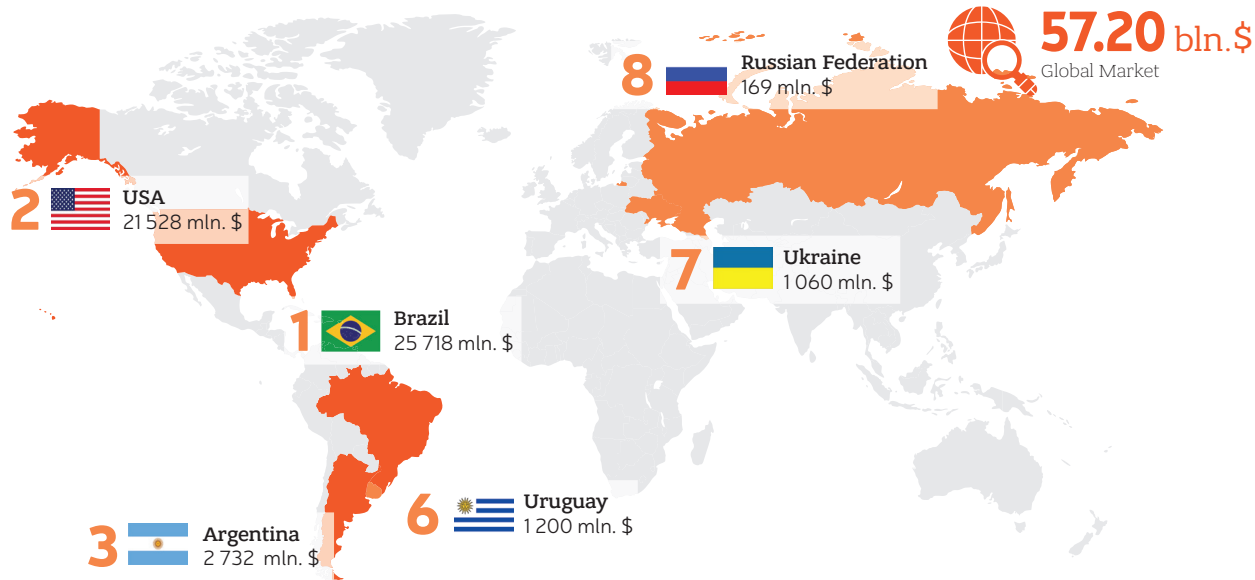 57.20 bln.$
Global Market
8
Russian Federation
169 mln. $
2
USA
21 528 mln. $
7
Ukraine
1 060 mln. $
1
Brazil
25 718 mln. $
6
Uruguay
1 200 mln. $
3
Argentina
2 732 mln. $